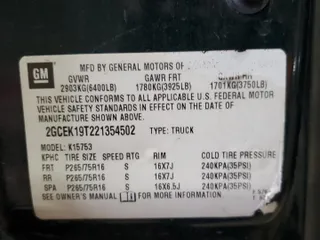 GM
MFD BY GENERAL MOTORS OF
GVWR GAWR FRT
2903KG(6400LB) 1780KG(3925LB) 1701KG(3750LB)
THIS VEHICLE CONFORMS TO ALL APPLICABLE U.S. FEDERAL MOTOR
VEHICLE SAFETY STANDARDS IN EFFECT ON THE DATE OF
MANUFACTURE SHOWN ABOVE.
2GCEK19T221354502 TYPE: TRUCK
MODEL: K15753
KPHC TIRE SIZE SPEED RTG RIM COLD TIRE PRESSURE
FRT P265/75R16 S 16X7J 240KPA(35PSI)
RR P265/75R16 S 16X7J 240KPA(35PSI)
SPA P265/75R16 S 16X6.5J 240KPA(35PSI)
SEE OWNER'S MANUAL FOR